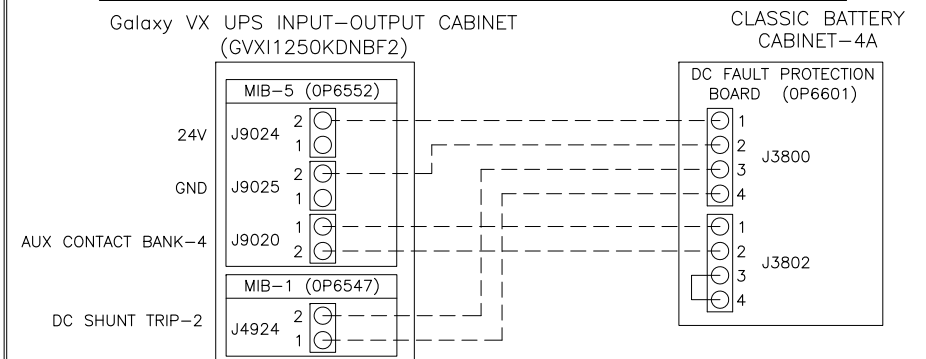 Galaxy VX UPS INPUT-OUTPUT CABINET
(GVXI1250KDNBF2)
CLASSIC BATTERY
CABINET-4A
MIB-5 (0P6552)
24V
J9024
2
1
GND
J9025
2
1
AUX CONTACT BANK-4
J9020
1
2
MIB-1 (0P6547)
DC SHUNT TRIP-2
J4924
2
1
DC FAULT PROTECTION
BOARD (0P6601)
1
2
3
4
J3800
1
2
3
4
J3802